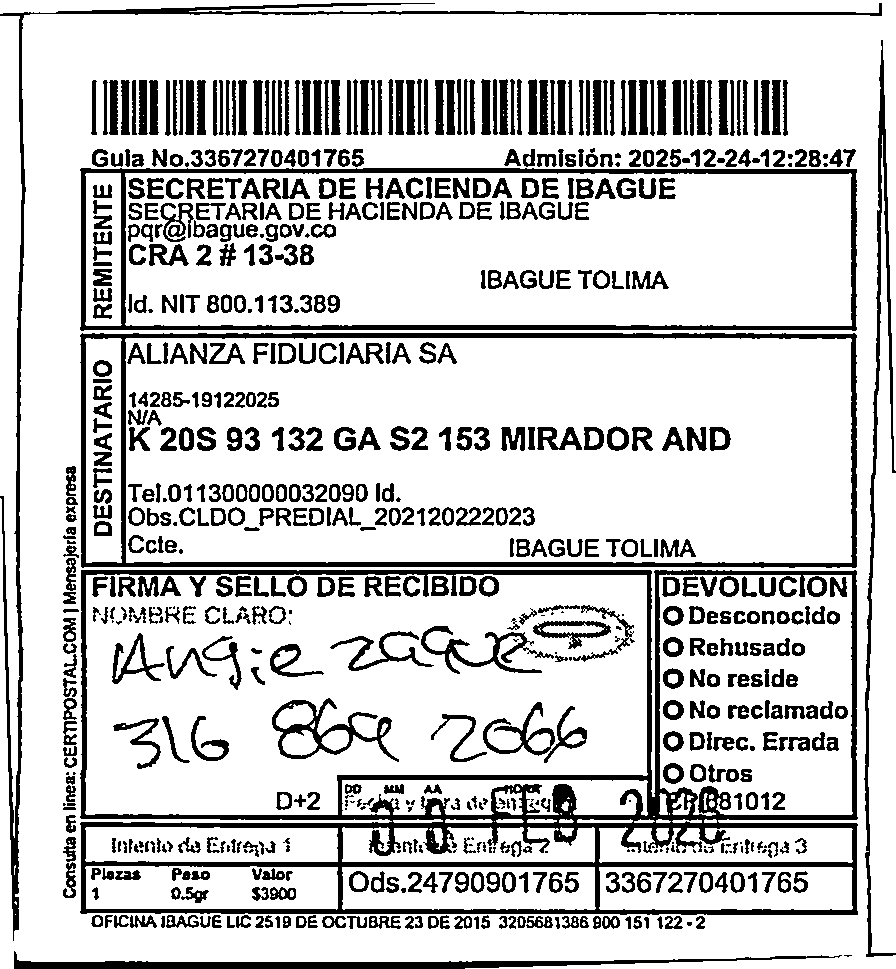 Guia No.3367270401765 Admisión: 2025-12-24-12:28:47
REMITENTE
SECRETARIA DE HACIENDA DE IBAGUE
SECRETARIA DE HACIENDA DE IBAGUE
pqr@ibague.gov.co
CRA 2 # 13-38
IBAGUE TOLIMA
Id. NIT 800.113.389
DESTINATARIO
ALIANZA FIDUCIARIA SA
14285-19122025
N/A
K 20S 93 132 GA S2 153 MIRADOR AND
Tel.011300000032090 Id.
Obs.CLDO_PREDIAL_202120222023
Ccte. IBAGUE TOLIMA
Consulta en linea: CERTIPOSTAL.COM | Mensajería expresa
FIRMA Y SELLO DE RECIBIDO
NOMBRE CLARO:
Angie zaque
316 869 2066
DEVOLUCION
Desconocido
Rehusado
No reside
No reclamado
Direc. Errada
Otros
DD MM AA HORA
D+2 Fecha y hora de entrega 081012
FEB
Intento de Entrega 1 Intento de Entrega 2 Intento de Entrega 3
Piezas Peso Valor
1 0.5gr $3900
Ods.24790901765 3367270401765
OFICINA IBAGUE LIC 2519 DE OCTUBRE 23 DE 2015 3205681386 900 151 122 - 2